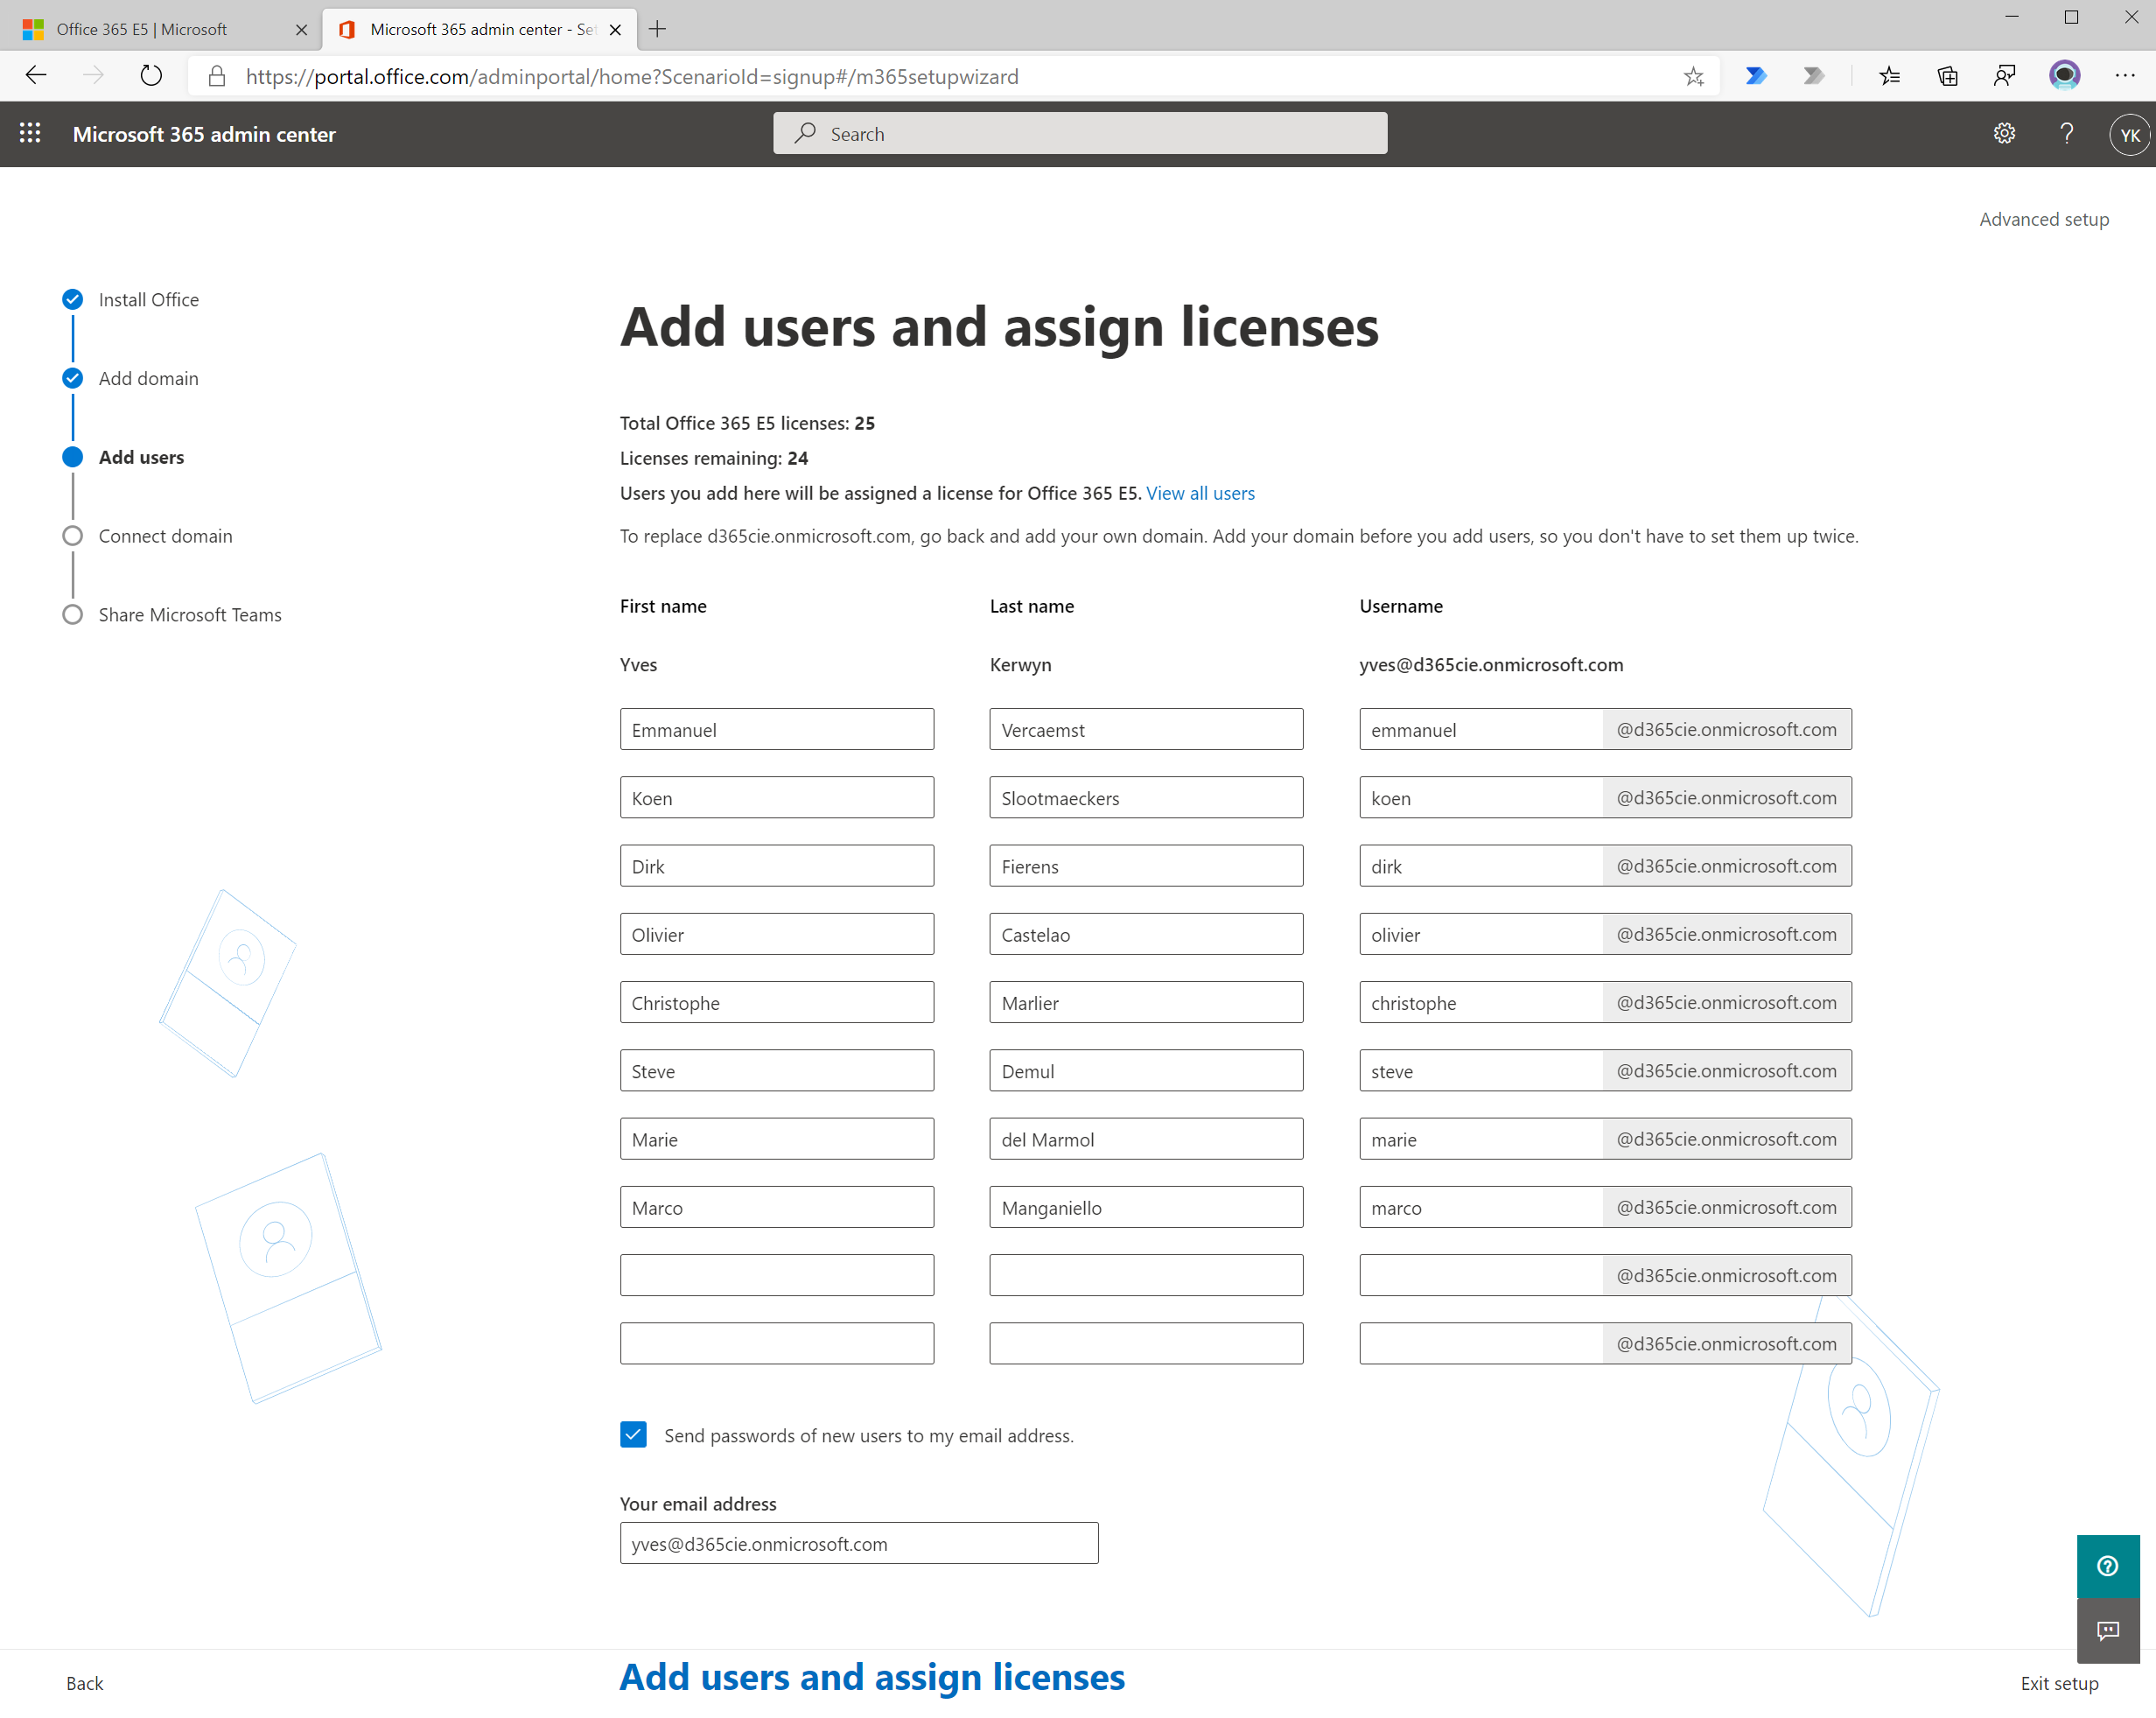 Office 365 E5 | Microsoft
Microsoft 365 admin center - Set
https://portal.office.com/adminportal/home?ScenarioId=signup#/m365setupwizard
Microsoft 365 admin center
Search
YK
Advanced setup
Install Office
Add domain
Add users
Connect domain
Share Microsoft Teams
Add users and assign licenses
Total Office 365 E5 licenses: 25
Licenses remaining: 24
Users you add here will be assigned a license for Office 365 E5. View all users
To replace d365cie.onmicrosoft.com, go back and add your own domain. Add your domain before you add users, so you don't have to set them up twice.
First name Last name Username
Yves Kerwyn yves@d365cie.onmicrosoft.com
Emmanuel Vercaemst emmanuel @d365cie.onmicrosoft.com
Koen Slootmaeckers koen @d365cie.onmicrosoft.com
Dirk Fierens dirk @d365cie.onmicrosoft.com
Olivier Castelao olivier @d365cie.onmicrosoft.com
Christophe Marlier christophe @d365cie.onmicrosoft.com
Steve Demul steve @d365cie.onmicrosoft.com
Marie del Marmol marie @d365cie.onmicrosoft.com
Marco Manganiello marco @d365cie.onmicrosoft.com
@d365cie.onmicrosoft.com
@d365cie.onmicrosoft.com
Send passwords of new users to my email address.
Your email address
yves@d365cie.onmicrosoft.com
Back
Add users and assign licenses
Exit setup